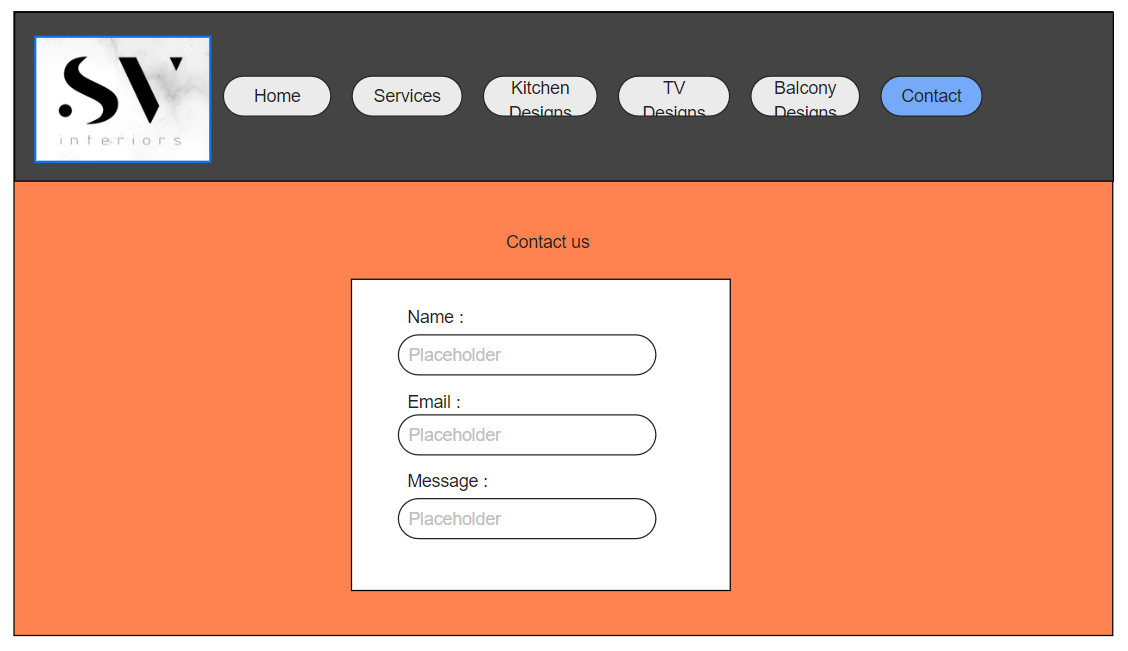 .SV
interiors
Home
Services
Kitchen
Designs
TV
Designs
Balcony
Designs
Contact
Contact us
Name :
Placeholder
Email :
Placeholder
Message :
Placeholder